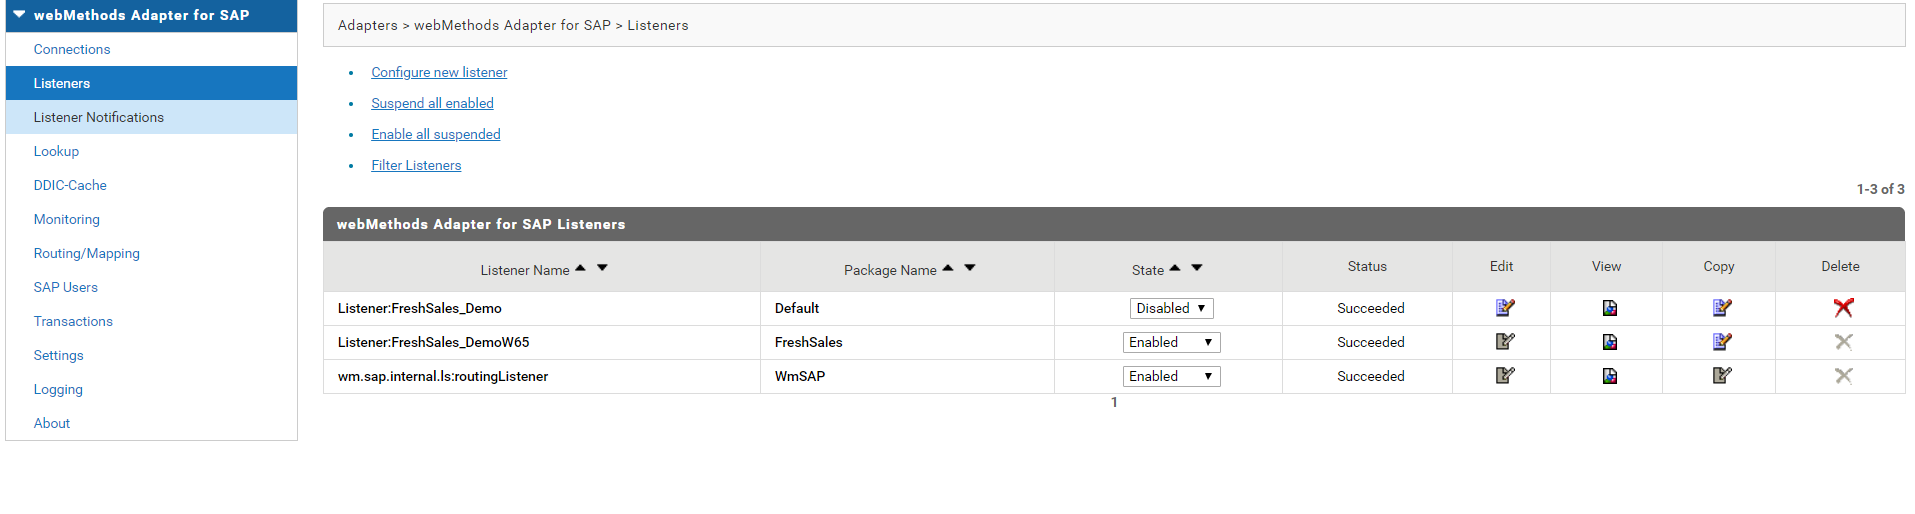 webMethods Adapter for SAP
Connections
Listeners
Listener Notifications
Lookup
DDIC-Cache
Monitoring
Routing/Mapping
SAP Users
Transactions
Settings
Logging
About
Adapters > webMethods Adapter for SAP > Listeners
• Configure new listener
• Suspend all enabled
• Enable all suspended
• Filter Listeners
1-3 of 3
webMethods Adapter for SAP Listeners
Listener Name Package Name State Status Edit View Copy Delete
Listener:FreshSales_Demo Default Disabled Succeeded
Listener:FreshSales_DemoW65 FreshSales Enabled Succeeded
wm.sap.internal.ls:routingListener WmSAP Enabled Succeeded
1